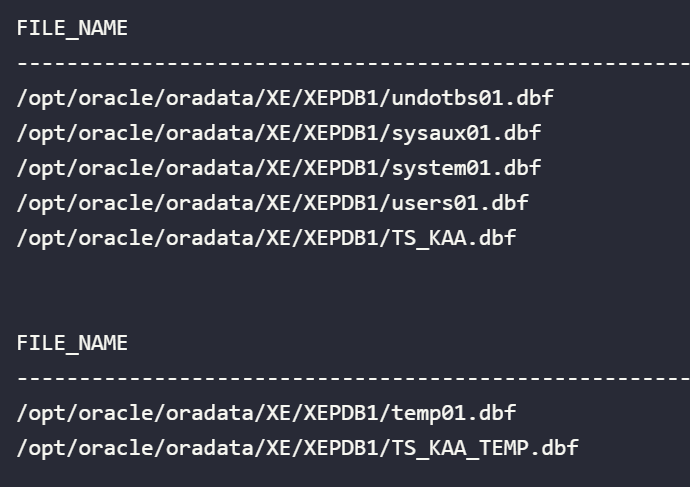 FILE_NAME
------------------------------------------------------
/opt/oracle/oradata/XE/XEPDB1/undotbs01.dbf
/opt/oracle/oradata/XE/XEPDB1/sysaux01.dbf
/opt/oracle/oradata/XE/XEPDB1/system01.dbf
/opt/oracle/oradata/XE/XEPDB1/users01.dbf
/opt/oracle/oradata/XE/XEPDB1/TS_KAA.dbf
FILE_NAME
------------------------------------------------------
/opt/oracle/oradata/XE/XEPDB1/temp01.dbf
/opt/oracle/oradata/XE/XEPDB1/TS_KAA_TEMP.dbf